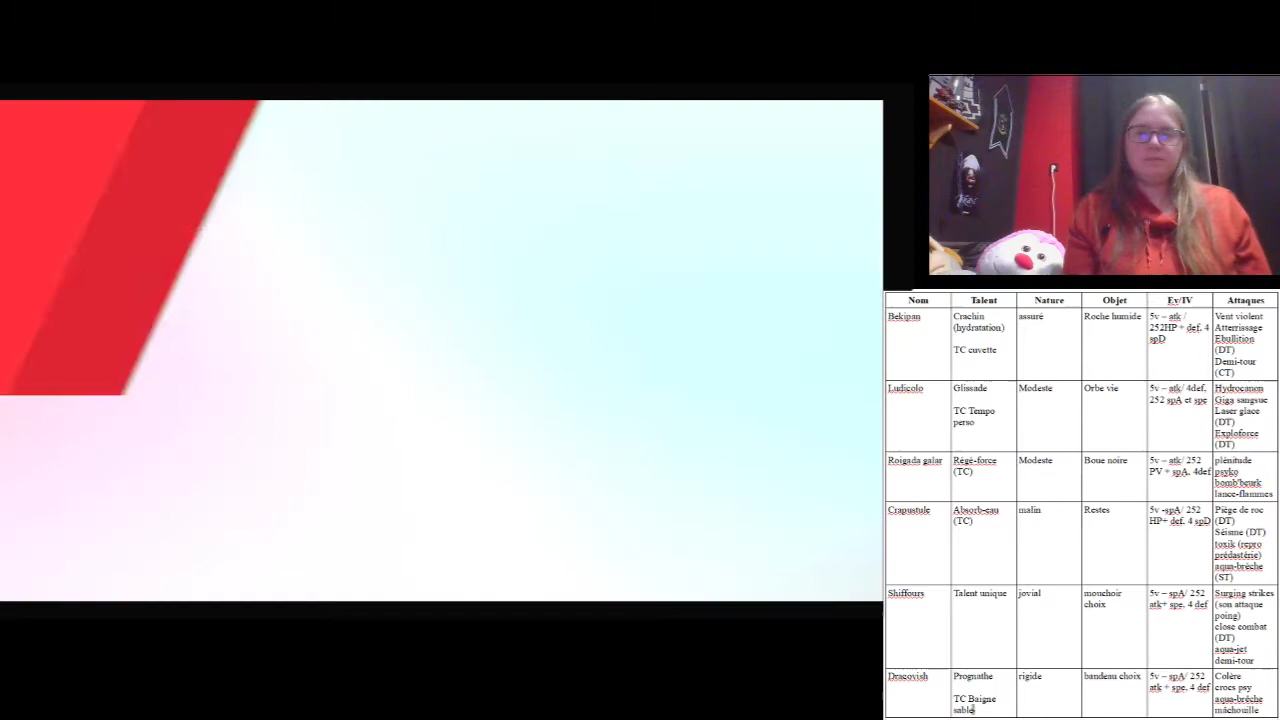 Nom Talent Nature Objet Ev/IV Attaques
Bekipan Crachin assuré Roche humide 5v – atk / Vent violent
(hydratation) 252HP + def, 4 Atterrissage
spD Ebullition
TC cuvette (DT)
Demi-tour
(CT)
Ludicolo Glissade Modeste Orbe vie 5v – atk/ 4def, Hydrocanon
252 spA et spe Giga sangsue
TC Tempo Laser glace
perso (DT)
Exploforce
(DT)
Roigada galar Régé-force Modeste Boue noire 5v – atk/ 252 plénitude
(TC) PV + spA, 4def psyko
bomb'beurk
lance-flammes
Crapustule Absorb-eau malin Restes 5v -spA/ 252 Piège de roc
(TC) HP+ def, 4 spD (DT)
Séisme (DT)
toxik (repro
prédastérie)
aqua-brèche
(ST)
Shiffours Talent unique jovial mouchoir 5v – spA/ 252 Surging strikes
choix atk+ spe, 4 def (son attaque
poing)
close combat
(DT)
aqua-jet
demi-tour
Dracovish Prognathe rigide bandeau choix 5v – spA/ 252 Colère
atk + spe, 4 def crocs psy
TC Baigne aqua-brèche
sable mâchouille